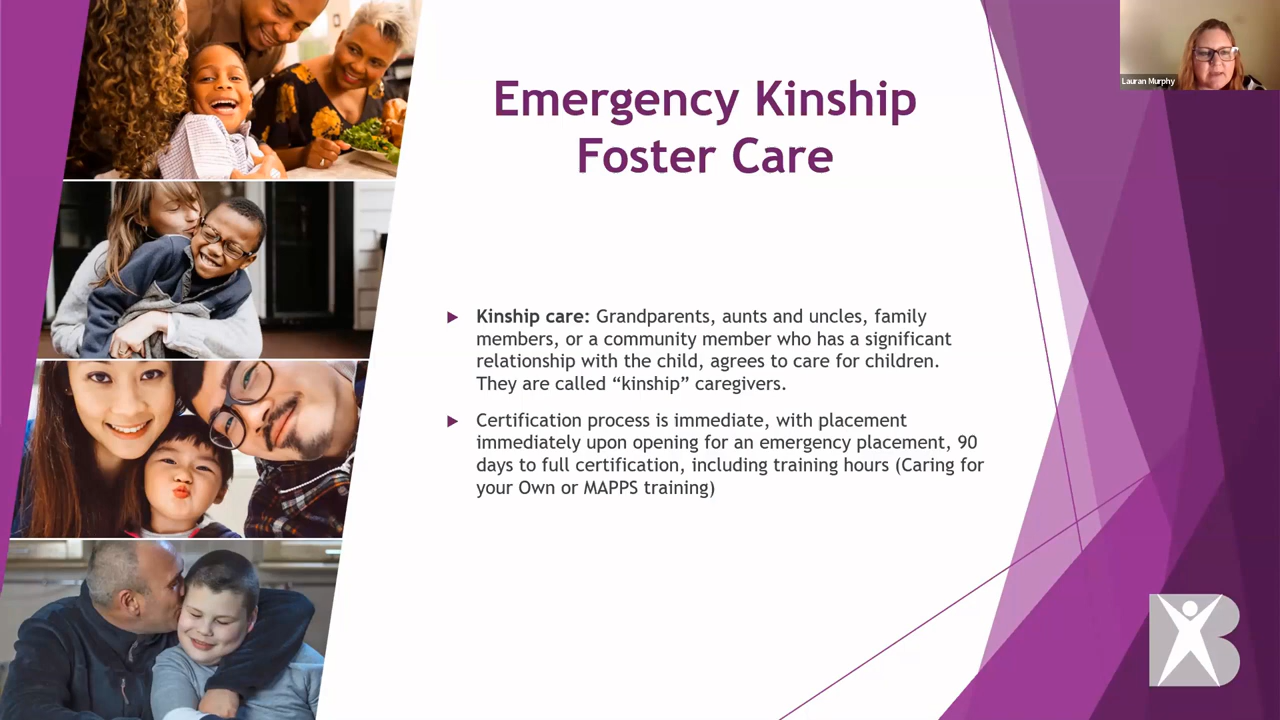 Lauran Murphy
Emergency Kinship
Foster Care
Kinship care: Grandparents, aunts and uncles, family
members, or a community member who has a significant
relationship with the child, agrees to care for children.
They are called “kinship” caregivers.
Certification process is immediate, with placement
immediately upon opening for an emergency placement, 90
days to full certification, including training hours (Caring for
your Own or MAPPS training)
B